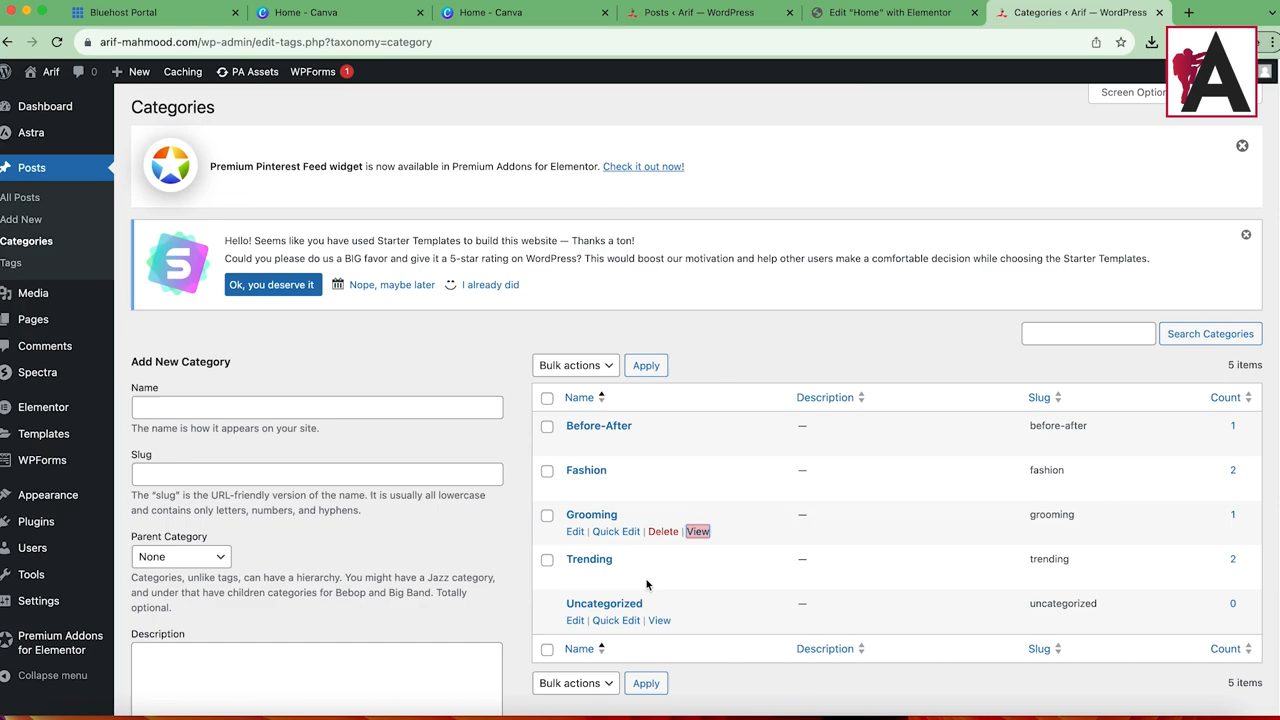 Bluehost Portal
Home - Canva
Home - Canva
Posts ‹ Arif — WordPress
Edit "Home" with Elementor
Categories ‹ Arif — WordPress
arif-mahmood.com/wp-admin/edit-tags.php?taxonomy=category
Arif
0
New
Caching
PA Assets
WPForms 1
A
Screen Option
Dashboard
Astra
Posts
All Posts
Add New
Categories
Tags
Media
Pages
Comments
Spectra
Elementor
Templates
WPForms
Appearance
Plugins
Users
Tools
Settings
Premium Addons
for Elementor
Collapse menu
Categories
Premium Pinterest Feed widget is now available in Premium Addons for Elementor. Check it out now!
S
Hello! Seems like you have used Starter Templates to build this website — Thanks a ton!
Could you please do us a BIG favor and give it a 5-star rating on WordPress? This would boost our motivation and help other users make a comfortable decision while choosing the Starter Templates.
Ok, you deserve it
Nope, maybe later
I already did
Search Categories
Add New Category
Name
The name is how it appears on your site.
Slug
The “slug” is the URL-friendly version of the name. It is usually all lowercase
and contains only letters, numbers, and hyphens.
Parent Category
None
Categories, unlike tags, can have a hierarchy. You might have a Jazz category,
and under that have children categories for Bebop and Big Band. Totally
optional.
Description
Bulk actions
Apply
5 items
Name Description Slug Count
Before-After — before-after 1
Fashion — fashion 2
Grooming — grooming 1
Edit | Quick Edit | Delete | View
Trending — trending 2
Uncategorized — uncategorized 0
Edit | Quick Edit | View
Name Description Slug Count
Bulk actions
Apply
5 items